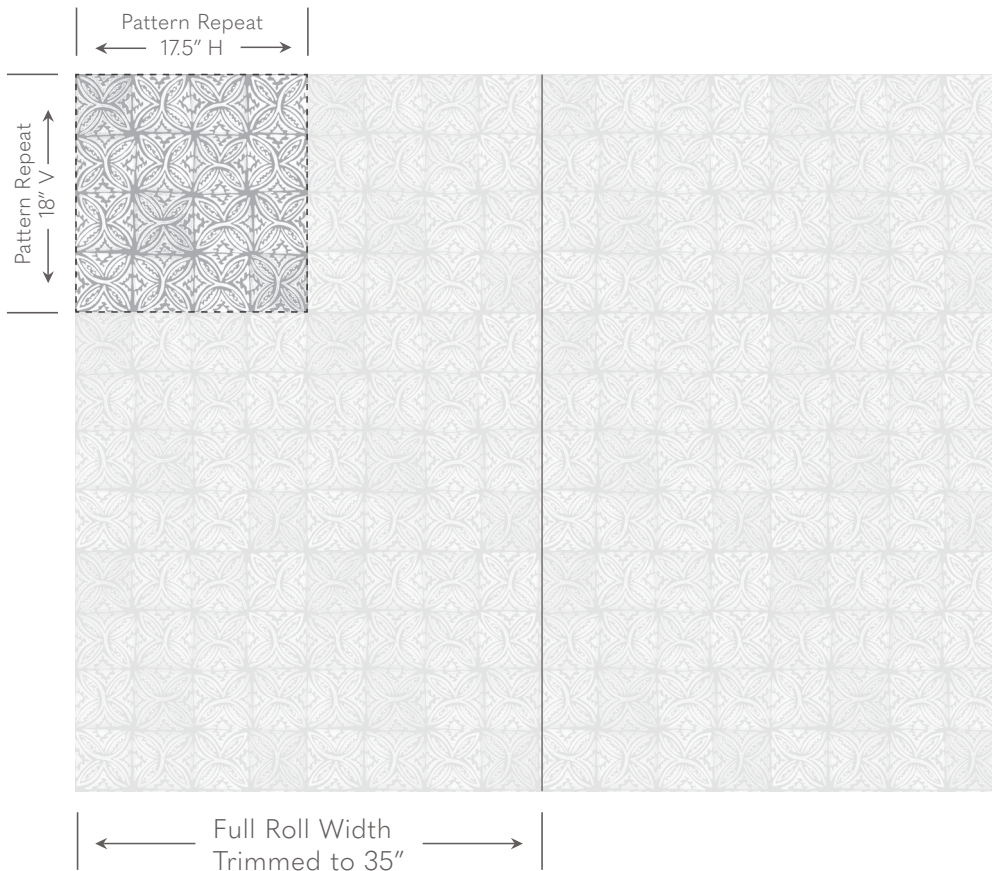 Pattern Repeat
17.5” H
Pattern Repeat
18” V
Full Roll Width
Trimmed to 35”